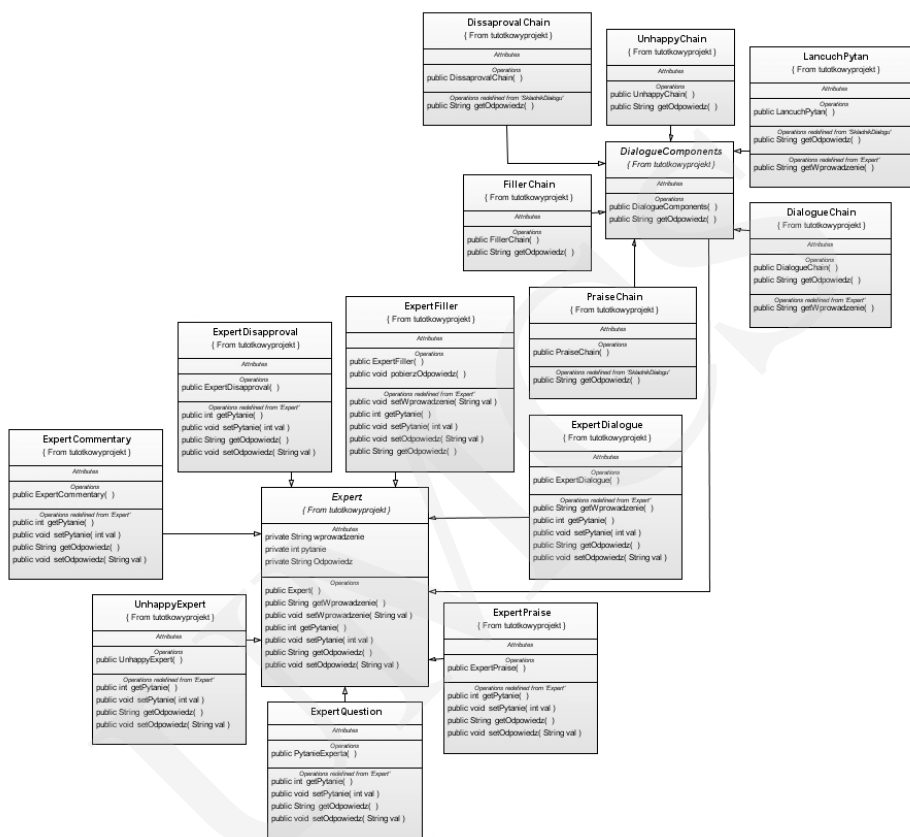 DissaprovalChain
{ From tutotkowyprojekt }
Attributes
Operations
public DissaprovalChain( )
Operations redefined from 'SkladnikDialogu'
public String getOdpowiedz( )
UnhappyChain
{ From tutotkowyprojekt }
Attributes
Operations
public UnhappyChain( )
public String getOdpowiedz( )
LancuchPytan
{ From tutotkowyprojekt }
Attributes
Operations
public LancuchPytan( )
Operations redefined from 'SkladnikDialogu'
public String getOdpowiedz( )
Operations redefined from 'Expert'
public String getWprowadzenie( )
DialogueComponents
{ From tutotkowyprojekt }
Attributes
Operations
public DialogueComponents( )
public String getOdpowiedz( )
FillerChain
{ From tutotkowyprojekt }
Attributes
Operations
public FillerChain( )
public String getOdpowiedz( )
DialogueChain
{ From tutotkowyprojekt }
Attributes
Operations
public DialogueChain( )
public String getOdpowiedz( )
Operations redefined from 'Expert'
public String getWprowadzenie( )
PraiseChain
{ From tutotkowyprojekt }
Attributes
Operations
public PraiseChain( )
Operations redefined from 'SkladnikDialogu'
public String getOdpowiedz( )
ExpertFiller
{ From tutotkowyprojekt }
Attributes
Operations
public ExpertFiller( )
public void pobierzOdpowiedz( )
Operations redefined from 'Expert'
public void setWprowadzenie( String val )
public int getPytanie( )
public void setPytanie( int val )
public void setOdpowiedz( String val )
public String getOdpowiedz( )
ExpertDisapproval
{ From tutotkowyprojekt }
Attributes
Operations
public ExpertDisapproval( )
Operations redefined from 'Expert'
public int getPytanie( )
public void setPytanie( int val )
public String getOdpowiedz( )
public void setOdpowiedz( String val )
ExpertDialogue
{ From tutotkowyprojekt }
Attributes
Operations
public ExpertDialogue( )
Operations redefined from 'Expert'
public String getWprowadzenie( )
public int getPytanie( )
public void setPytanie( int val )
public String getOdpowiedz( )
public void setOdpowiedz( String val )
ExpertCommentary
{ From tutotkowyprojekt }
Attributes
Operations
public ExpertCommentary( )
Operations redefined from 'Expert'
public int getPytanie( )
public void setPytanie( int val )
public String getOdpowiedz( )
public void setOdpowiedz( String val )
Expert
{ From tutotkowyprojekt }
Attributes
private String wprowadzenie
private int pytanie
private String Odpowiedz
Operations
public Expert( )
public String getWprowadzenie( )
public void setWprowadzenie( String val )
public int getPytanie( )
public void setPytanie( int val )
public String getOdpowiedz( )
public void setOdpowiedz( String val )
UnhappyExpert
{ From tutotkowyprojekt }
Attributes
Operations
public UnhappyExpert( )
Operations redefined from 'Expert'
public int getPytanie( )
public void setPytanie( int val )
public String getOdpowiedz( )
public void setOdpowiedz( String val )
ExpertPraise
{ From tutotkowyprojekt }
Attributes
Operations
public ExpertPraise( )
Operations redefined from 'Expert'
public int getPytanie( )
public void setPytanie( int val )
public String getOdpowiedz( )
public void setOdpowiedz( String val )
ExpertQuestion
{ From tutotkowyprojekt }
Attributes
Operations
public PytanieExperta( )
Operations redefined from 'Expert'
public int getPytanie( )
public void setPytanie( int val )
public String getOdpowiedz( )
public void setOdpowiedz( String val )
UMCS